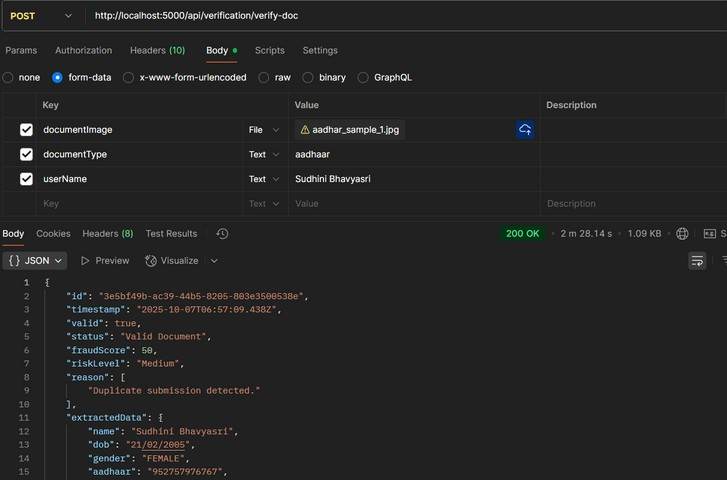 POST http://localhost:5000/api/verification/verify-doc
Params Authorization Headers (10) Body Scripts Settings
none form-data x-www-form-urlencoded raw binary GraphQL
Key Value Description
documentImage File aadhar_sample_1.jpg
documentType Text aadhaar
userName Text Sudhini Bhavyasri
Key Text Value Description
Body Cookies Headers (8) Test Results 200 OK • 2 m 28.14 s • 1.09 KB S
{ } JSON Preview Visualize
1 {
2 "id": "3e5bf49b-ac39-44b5-8205-803e3500538e",
3 "timestamp": "2025-10-07T06:57:09.438Z",
4 "valid": true,
5 "status": "Valid Document",
6 "fraudScore": 50,
7 "riskLevel": "Medium",
8 "reason": [
9 "Duplicate submission detected."
10 ],
11 "extractedData": {
12 "name": "Sudhini Bhavyasri",
13 "dob": "21/02/2005",
14 "gender": "FEMALE",
15 "aadhaar": "952757976767",